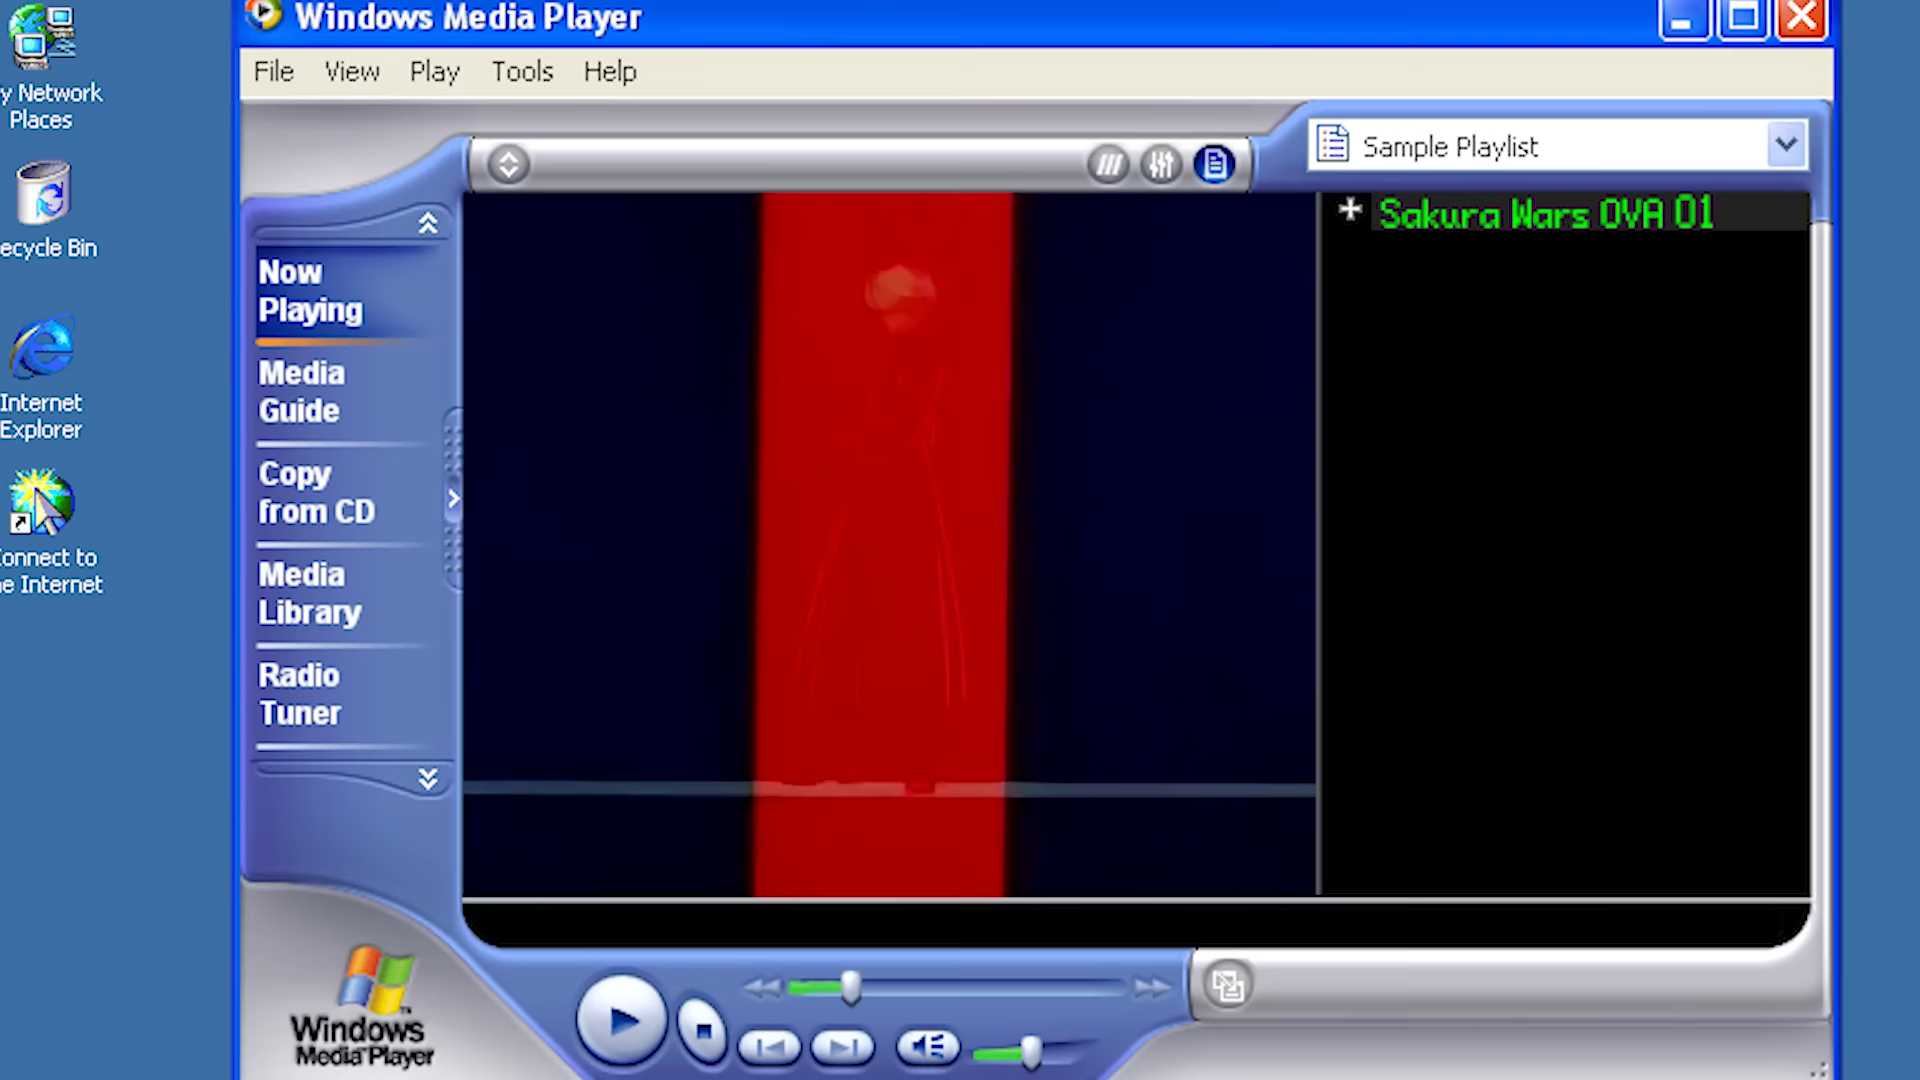 Windows Media Player
File View Play Tools Help
y Network
Places
ecycle Bin
Internet
Explorer
onnect to
e Internet
Sample Playlist
Sakura Wars OVA 01
Now
Playing
Media
Guide
Copy
from CD
Media
Library
Radio
Tuner
Windows
Media Player